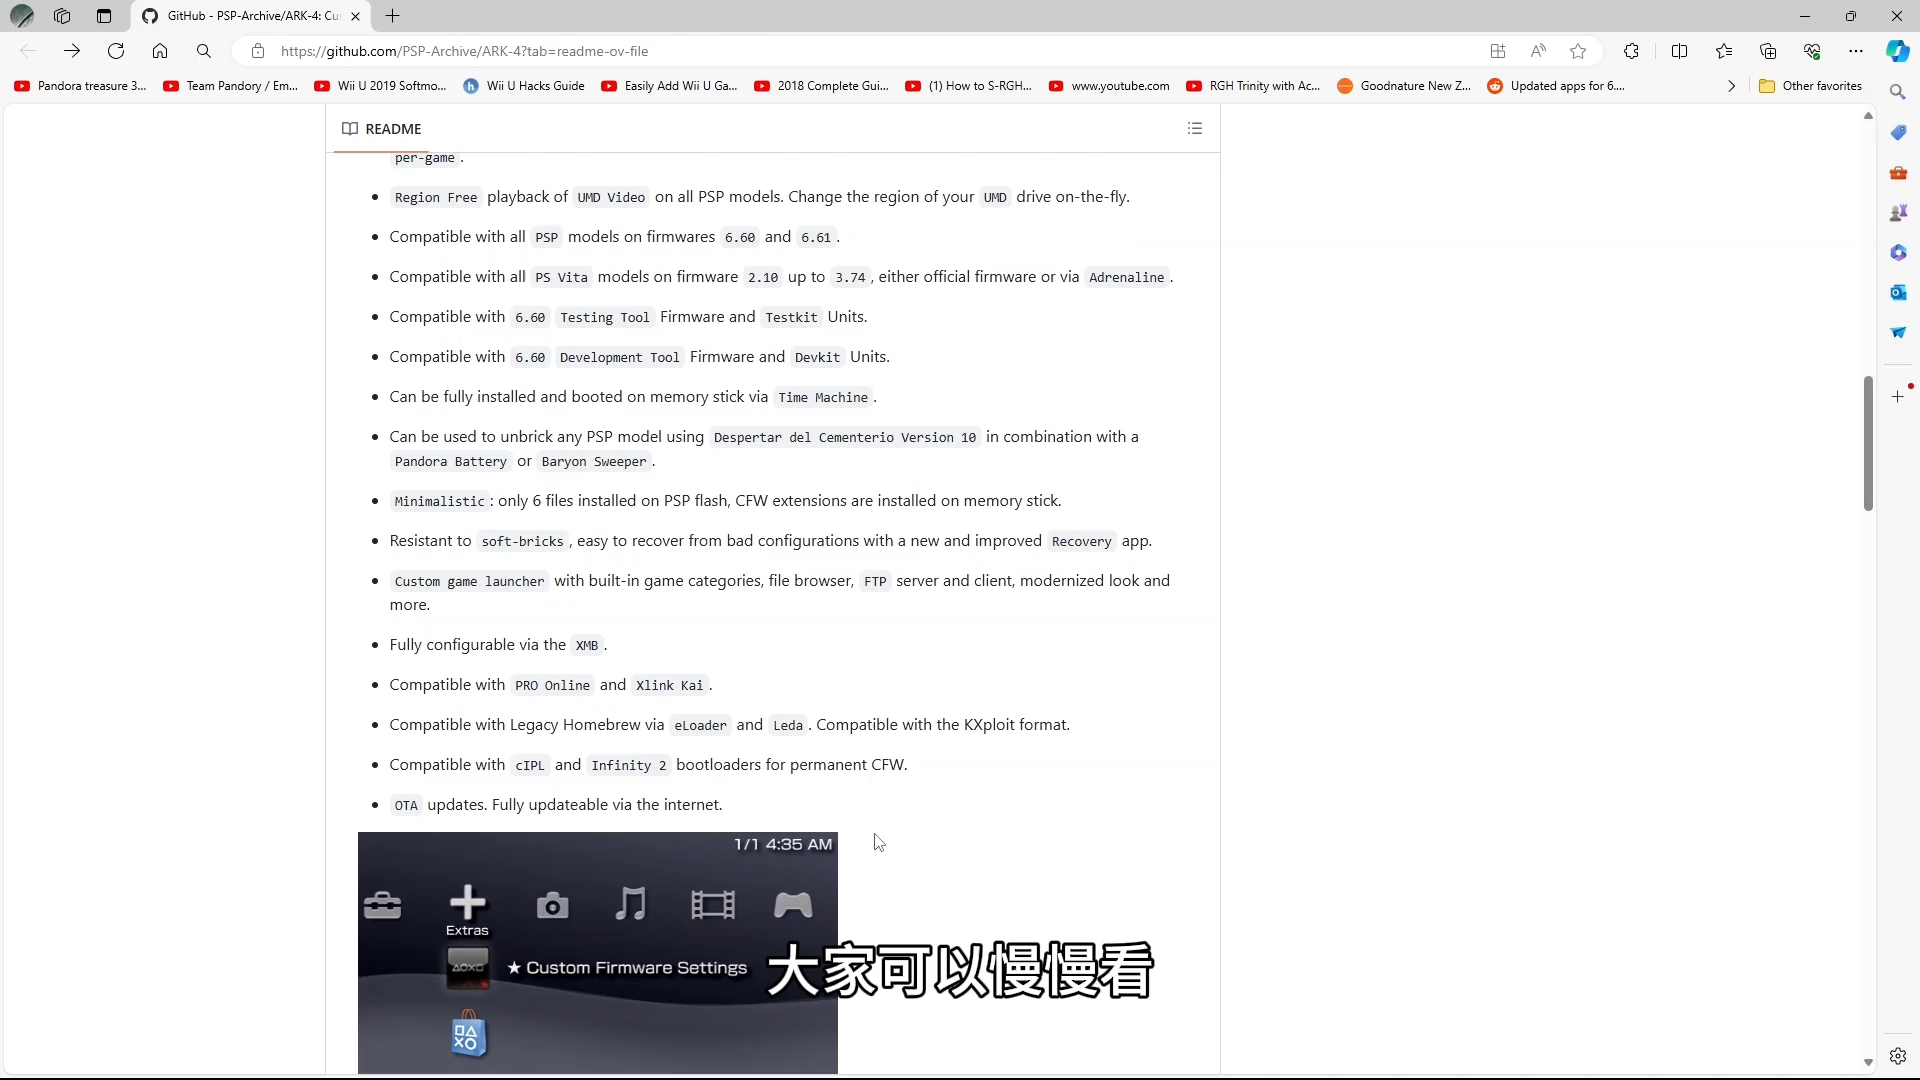 GitHub - PSP-Archive/ARK-4: Cus
https://github.com/PSP-Archive/ARK-4?tab=readme-ov-file
Pandora treasure 3...
Team Pandory / Em...
Wii U 2019 Softmo...
Wii U Hacks Guide
Easily Add Wii U Ga...
2018 Complete Gui...
(1) How to S-RGH...
www.youtube.com
RGH Trinity with Ac...
Goodnature New Z...
Updated apps for 6....
Other favorites
README
per-game .
Region Free playback of UMD Video on all PSP models. Change the region of your UMD drive on-the-fly.
Compatible with all PSP models on firmwares 6.60 and 6.61 .
Compatible with all PS Vita models on firmware 2.10 up to 3.74 , either official firmware or via Adrenaline .
Compatible with 6.60 Testing Tool Firmware and Testkit Units.
Compatible with 6.60 Development Tool Firmware and Devkit Units.
Can be fully installed and booted on memory stick via Time Machine .
Can be used to unbrick any PSP model using Despertar del Cementerio Version 10 in combination with a
Pandora Battery or Baryon Sweeper .
Minimalistic : only 6 files installed on PSP flash, CFW extensions are installed on memory stick.
Resistant to soft-bricks , easy to recover from bad configurations with a new and improved Recovery app.
Custom game launcher with built-in game categories, file browser, FTP server and client, modernized look and
more.
Fully configurable via the XMB .
Compatible with PRO Online and Xlink Kai .
Compatible with Legacy Homebrew via eLoader and Leda . Compatible with the KXploit format.
Compatible with cIPL and Infinity 2 bootloaders for permanent CFW.
OTA updates. Fully updateable via the internet.
1/1 4:35 AM
Extras
★ Custom Firmware Settings
大家可以慢慢看